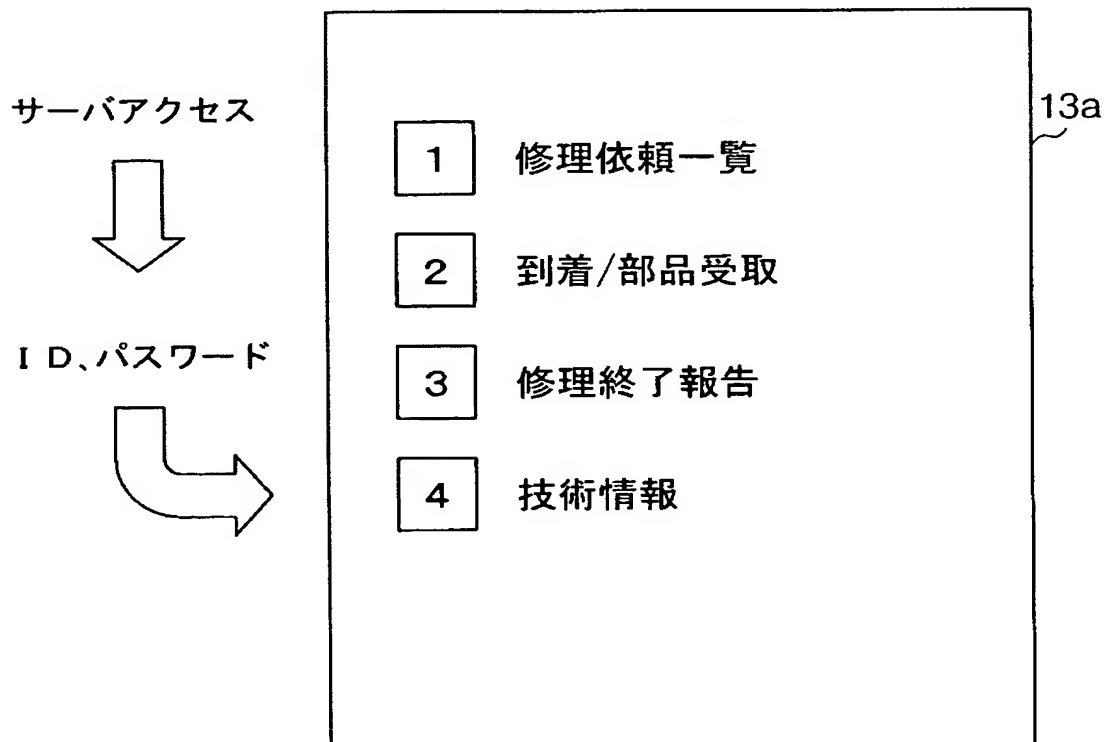 サーバアクセス
ID、パスワード
13a
1 修理依頼一覧
2 到着/部品受取
3 修理終了報告
4 技術情報